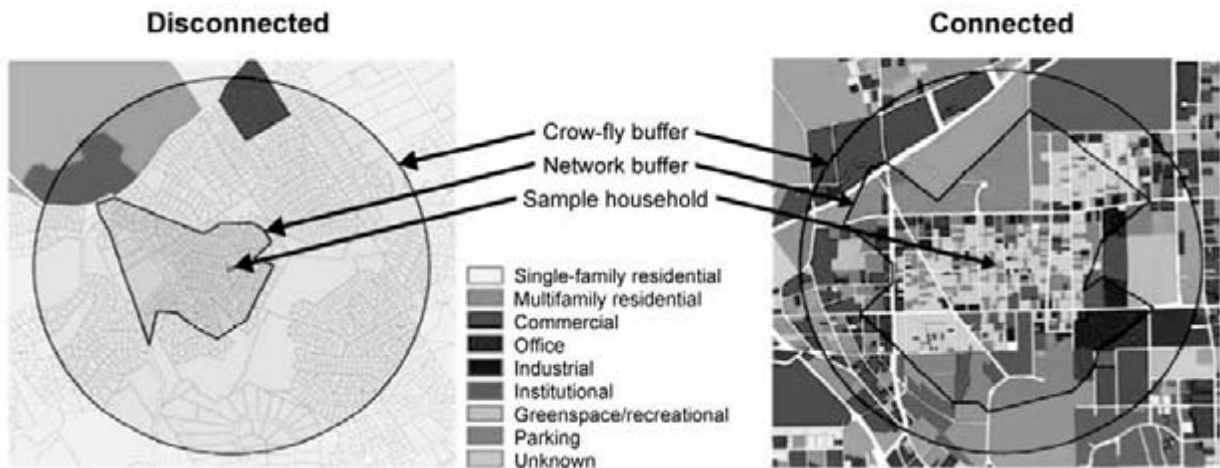 Disconnected
Connected
Crow-fly buffer
Network buffer
Sample household
Single-family residential
Multifamily residential
Commercial
Office
Industrial
Institutional
Greenspace/recreational
Parking
Unknown